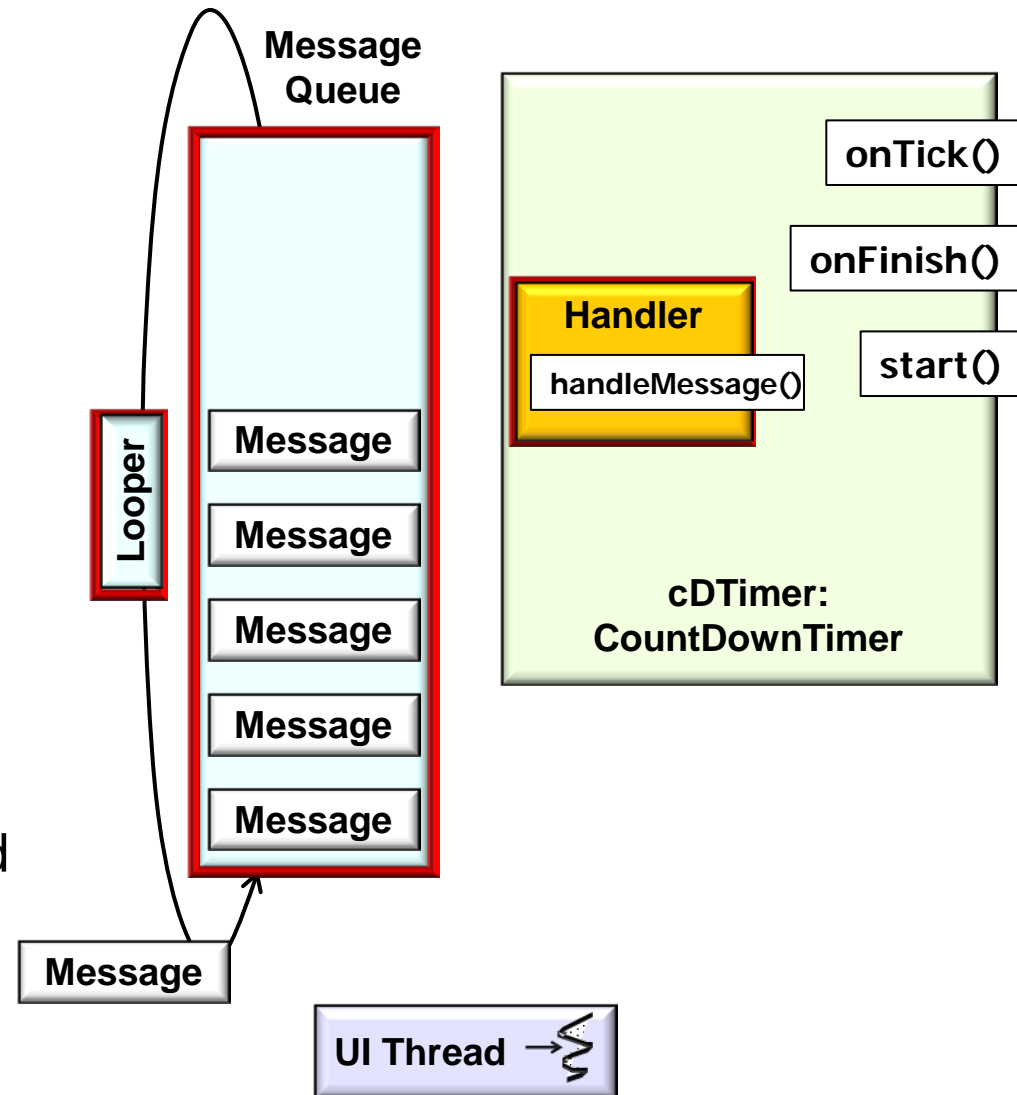 Message
Queue
onTick()
onFinish()
Handler
handleMessage()
start()
Looper
Message
Message
Message
Message
Message
cDTimer:
CountDownTimer
d
Message
UI Thread